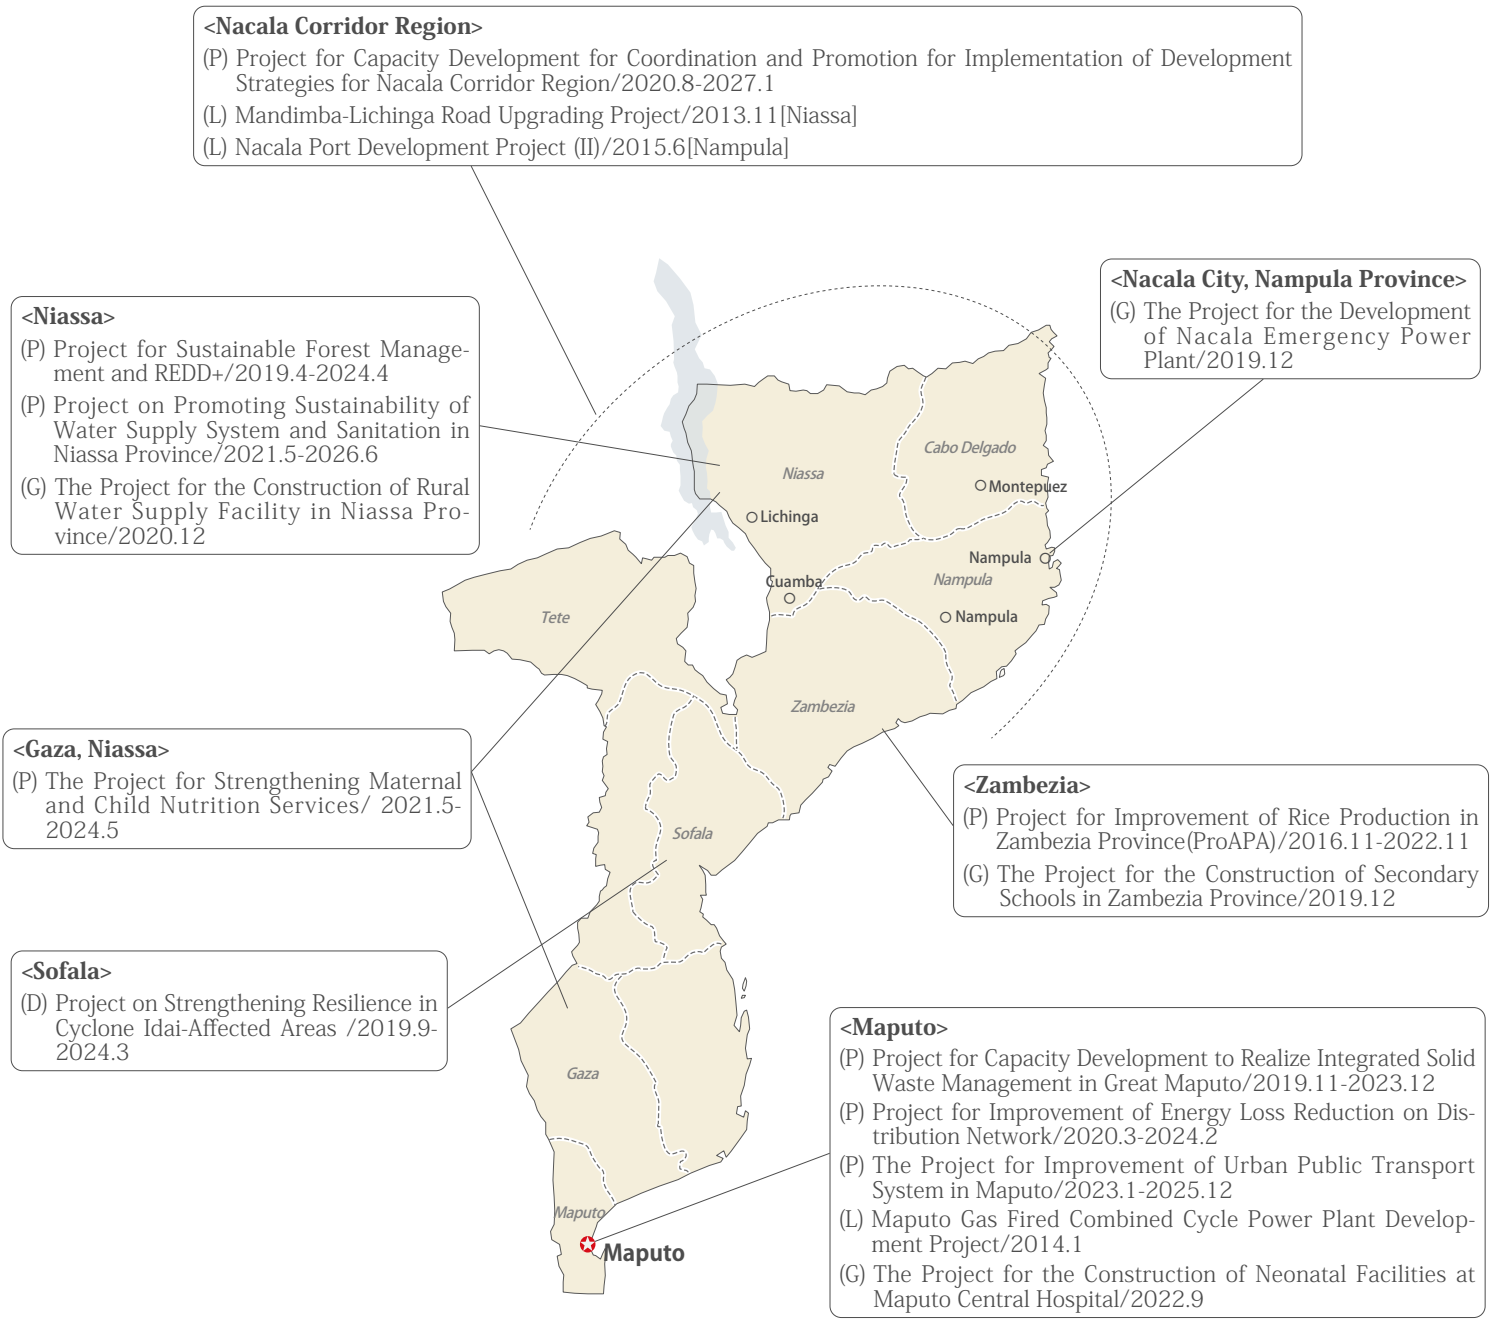 <Nacala Corridor Region>
(P) Project for Capacity Development for Coordination and Promotion for Implementation of Development
Strategies for Nacala Corridor Region/2020.8-2027.1
(L) Mandimba-Lichinga Road Upgrading Project/2013.11[Niassa]
(L) Nacala Port Development Project (II)/2015.6[Nampula]
<Nacala City, Nampula Province>
(G) The Project for the Development
of Nacala Emergency Power
Plant/2019.12
<Niassa>
(P) Project for Sustainable Forest Manage-
ment and REDD+/2019.4-2024.4
(P) Project on Promoting Sustainability of
Water Supply System and Sanitation in
Niassa Province/2021.5-2026.6
(G) The Project for the Construction of Rural
Water Supply Facility in Niassa Pro-
vince/2020.12
Cabo Delgado
Niassa
Montepuez
Lichinga
Nampula
Nampula
Cuamba
Nampula
Tete
Zambezia
<Gaza, Niassa>
(P) The Project for Strengthening Maternal
and Child Nutrition Services/ 2021.5-
2024.5
<Zambezia>
(P) Project for Improvement of Rice Production in
Zambezia Province(ProAPA)/2016.11-2022.11
(G) The Project for the Construction of Secondary
Schools in Zambezia Province/2019.12
Sofala
<Sofala>
(D) Project on Strengthening Resilience in
Cyclone Idai-Affected Areas /2019.9-
2024.3
Gaza
<Maputo>
(P) Project for Capacity Development to Realize Integrated Solid
Waste Management in Great Maputo/2019.11-2023.12
(P) Project for Improvement of Energy Loss Reduction on Dis-
tribution Network/2020.3-2024.2
(P) The Project for Improvement of Urban Public Transport
System in Maputo/2023.1-2025.12
(L) Maputo Gas Fired Combined Cycle Power Plant Develop-
ment Project/2014.1
(G) The Project for the Construction of Neonatal Facilities at
Maputo Central Hospital/2022.9
Maputo
Maputo